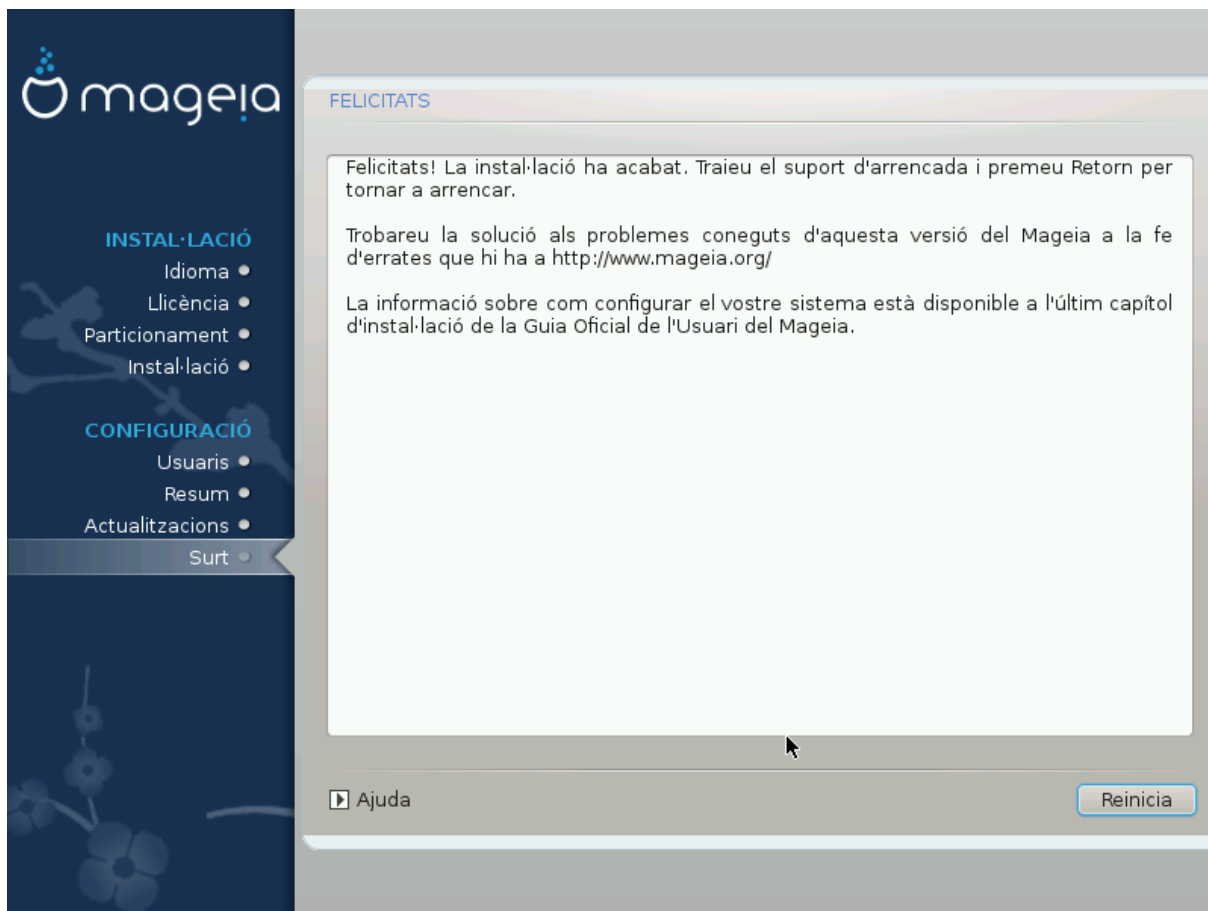 mageia
INSTAL·LACIÓ
Idioma
Llicència
Particionament
Instal·lació
CONFIGURACIÓ
Usuaris
Resum
Actualitzacions
Surt
FELICITATS
Felicitats! La instal·lació ha acabat. Traieu el suport d'arrencada i premeu Retorn per
tornar a arrencar.
Trobareu la solució als problemes coneguts d'aquesta versió del Mageia a la fe
d'errates que hi ha a http://www.mageia.org/
La informació sobre com configurar el vostre sistema està disponible a l'últim capítol
d'instal·lació de la Guia Oficial de l'Usuari del Mageia.
Ajuda
Reinicia